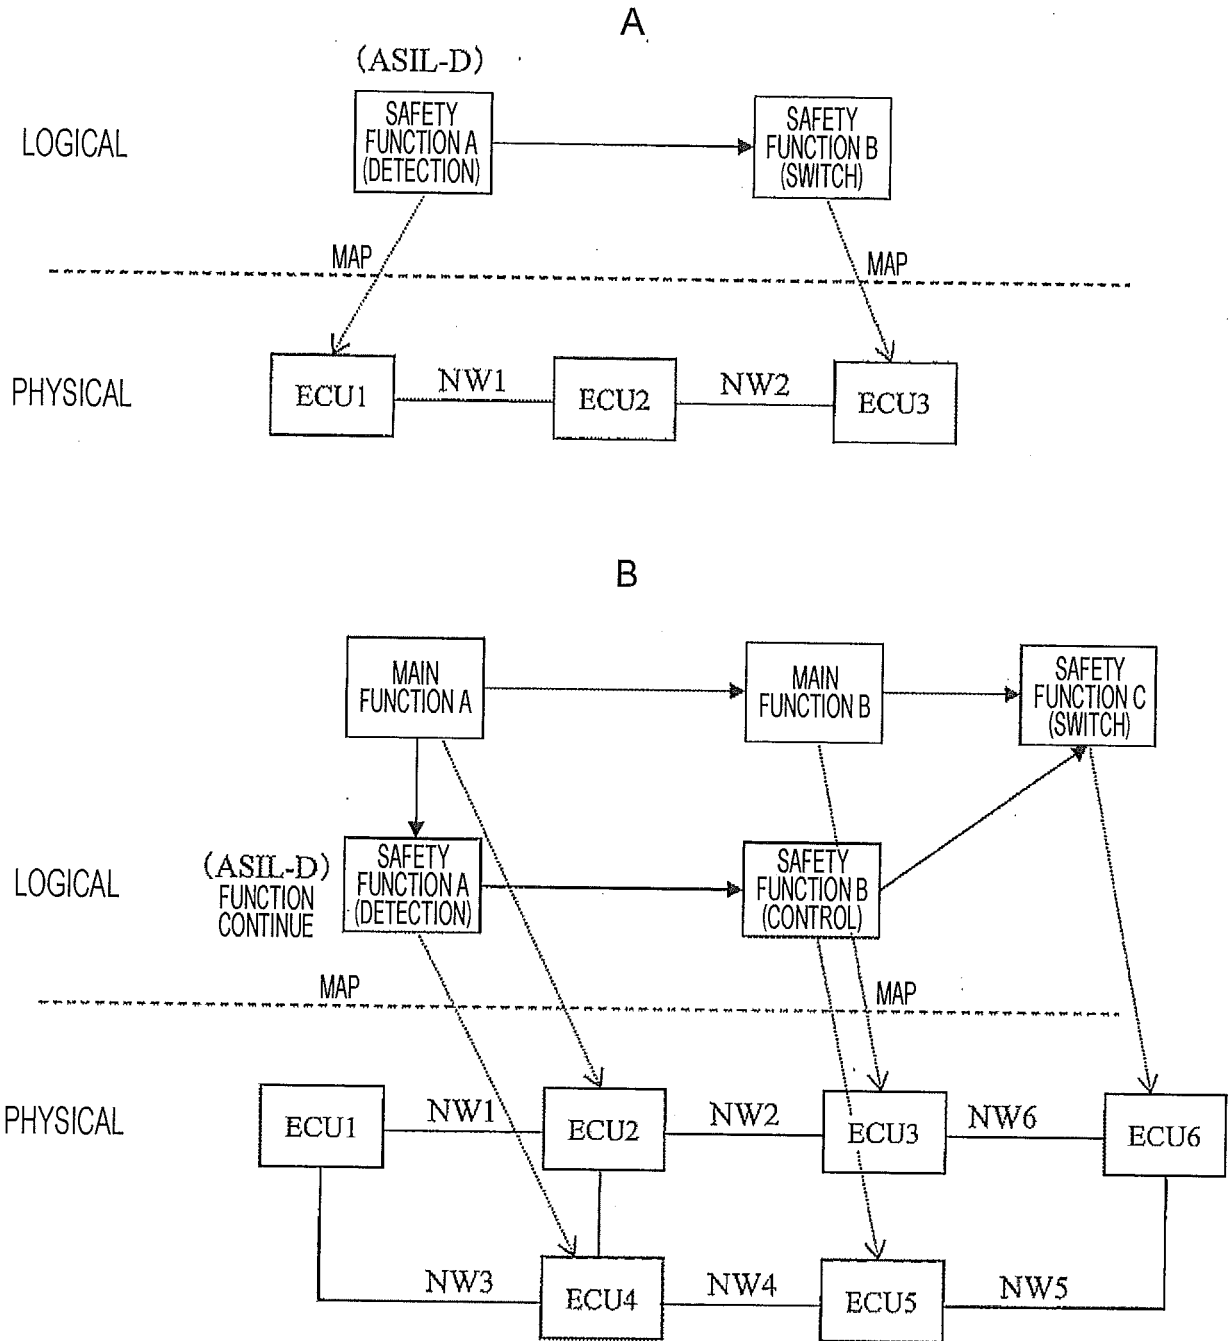 A
(ASIL-D)
LOGICAL
SAFETY
FUNCTION A
(DETECTION)
SAFETY
FUNCTION B
(SWITCH)
MAP
MAP
PHYSICAL
ECU1
NW1
ECU2
NW2
ECU3
B
MAIN
FUNCTION A
MAIN
FUNCTION B
SAFETY
FUNCTION C
(SWITCH)
LOGICAL
(ASIL-D)
FUNCTION
CONTINUE
SAFETY
FUNCTION A
(DETECTION)
SAFETY
FUNCTION B
(CONTROL)
MAP
MAP
PHYSICAL
ECU1
NW1
ECU2
NW2
ECU3
NW6
ECU6
NW3
ECU4
NW4
ECU5
NW5